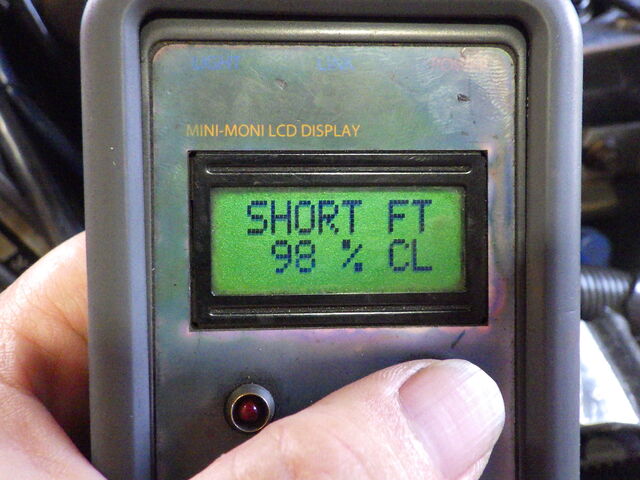 MINI-MONI LCD DISPLAY
SHORT FT
98 % CL